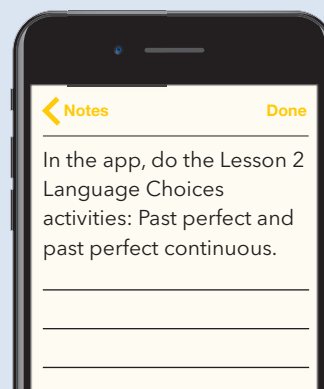 Notes
Done
In the app, do the Lesson 2
Language Choices
activities: Past perfect and
past perfect continuous.